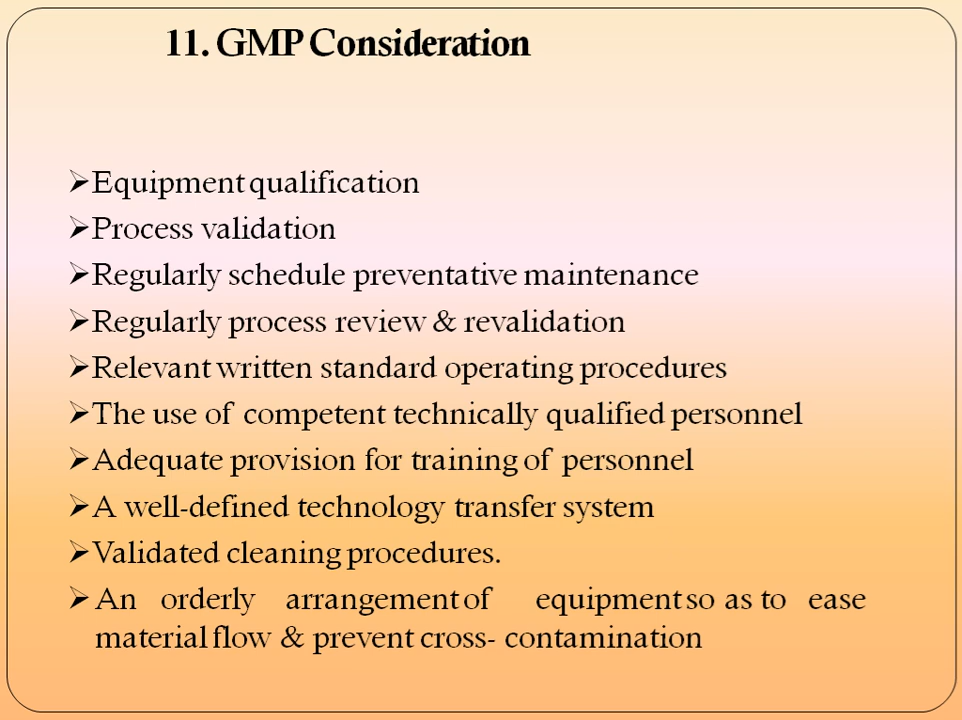 11. GMP Consideration
➢Equipment qualification
➢Process validation
➢Regularly schedule preventative maintenance
➢Regularly process review & revalidation
➢Relevant written standard operating procedures
➢The use of competent technically qualified personnel
➢Adequate provision for training of personnel
➢A well-defined technology transfer system
➢Validated cleaning procedures.
➢An orderly arrangement of equipment so as to ease
material flow & prevent cross- contamination